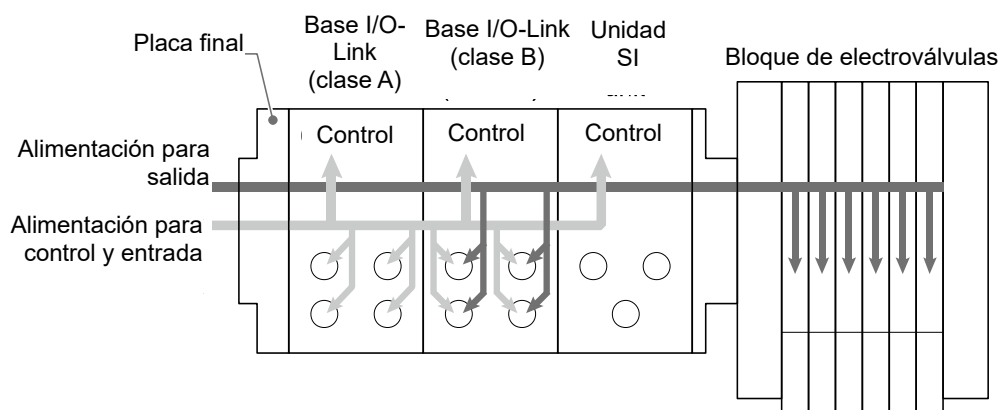 Placa final
Base I/O-
Link
(clase A)
Base I/O-Link
(clase B)
Unidad
SI
Bloque de electroválvulas
Control
Control
Control
Alimentación para
salida
Alimentación para
control y entrada